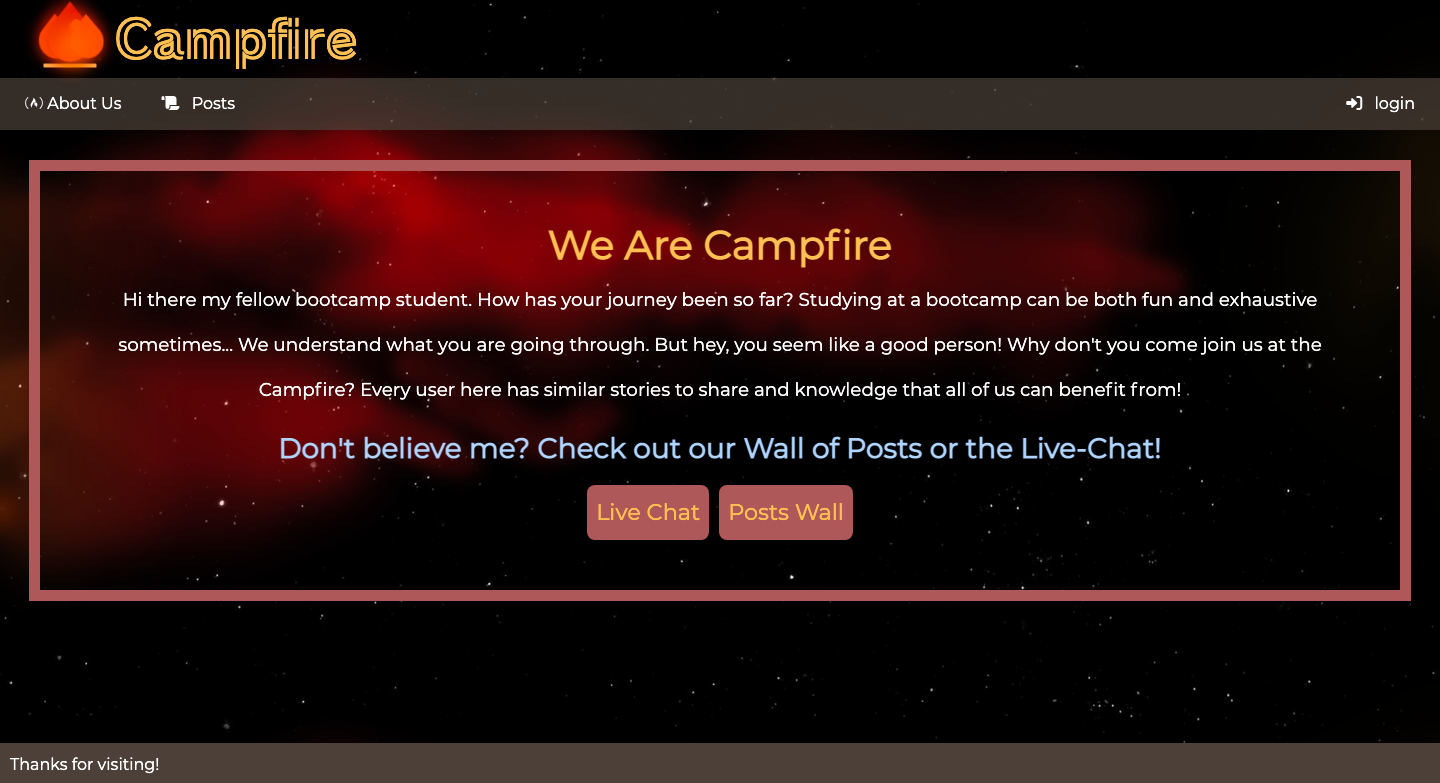 Campfire
About Us
Posts
login
We Are Campfire
Hi there my fellow bootcamp student. How has your journey been so far? Studying at a bootcamp can be both fun and exhaustive
sometimes... We understand what you are going through. But hey, you seem like a good person! Why don't you come join us at the
Campfire? Every user here has similar stories to share and knowledge that all of us can benefit from!
Don't believe me? Check out our Wall of Posts or the Live-Chat!
Live Chat
Posts Wall
Thanks for visiting!